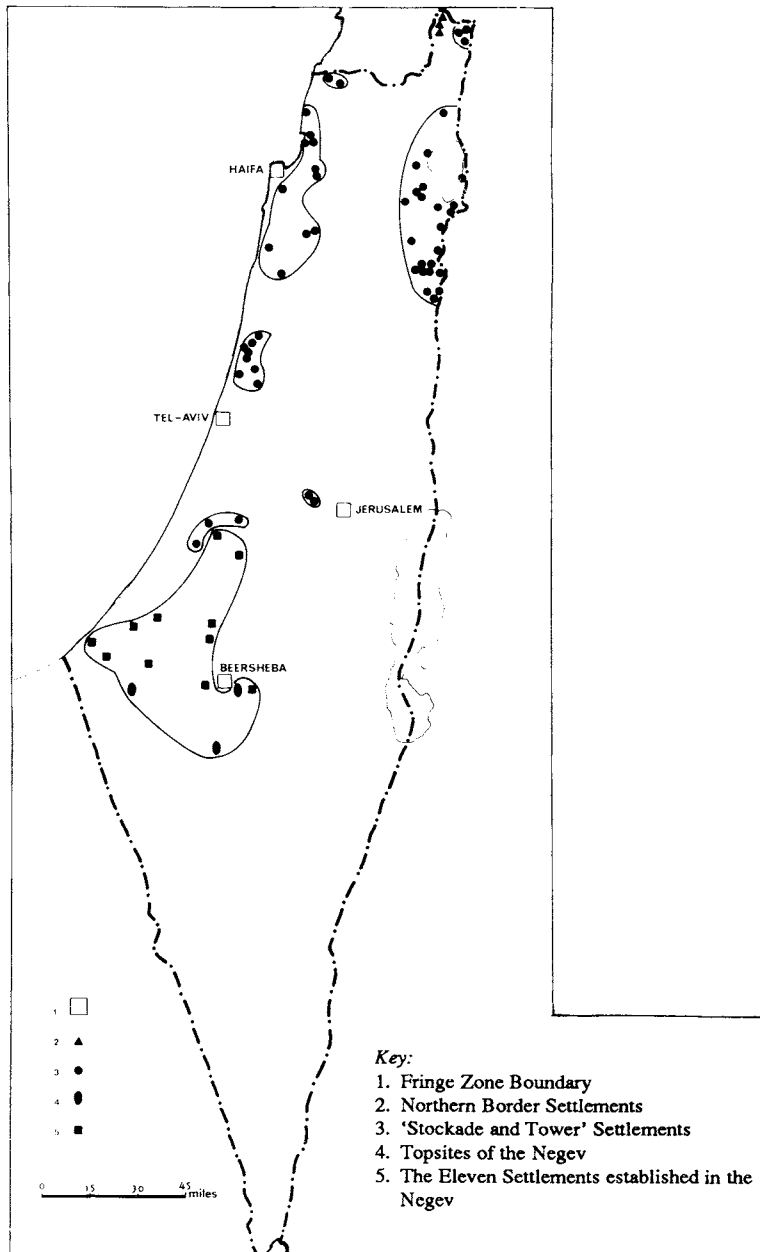 HAIFA
TEL-AVIV
JERUSALEM
BEERSHEBA
1
2
3
4
5
0 15 30 45 miles
Key:
1. Fringe Zone Boundary
2. Northern Border Settlements
3. ‘Stockade and Tower’ Settlements
4. Topsites of the Negev
5. The Eleven Settlements established in the
Negev